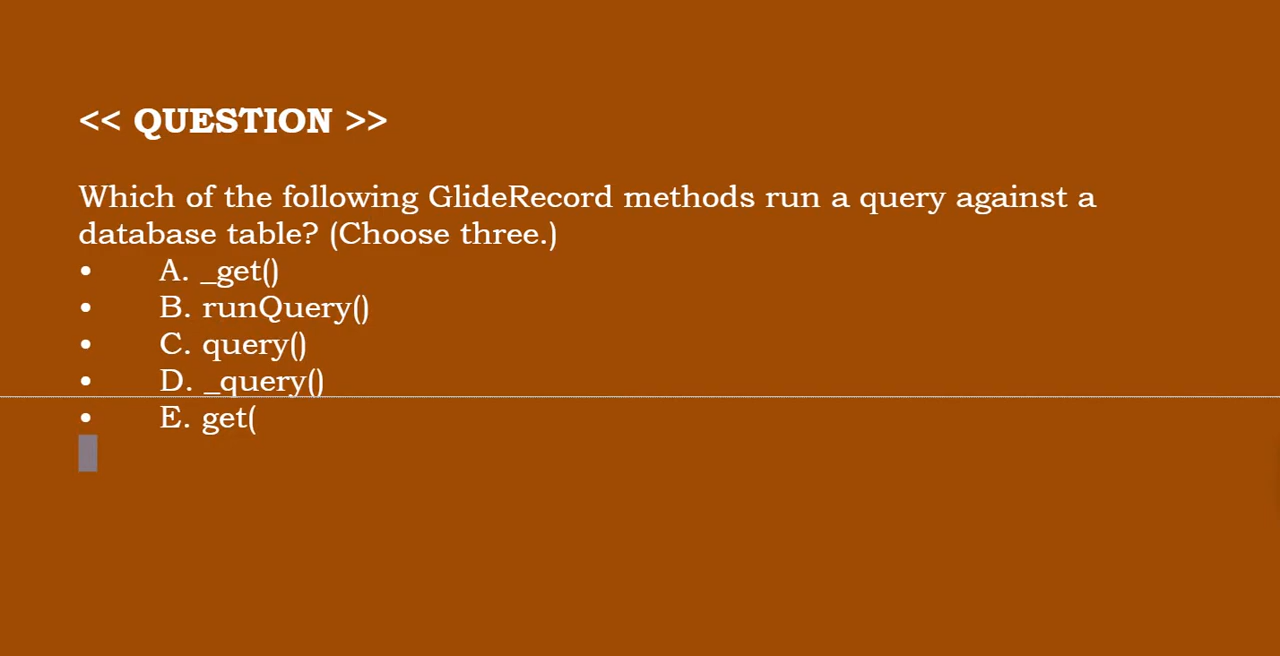 << QUESTION >>
Which of the following GlideRecord methods run a query against a
database table? (Choose three.)
• A. _get()
• B. runQuery()
• C. query()
• D. _query()
• E. get(